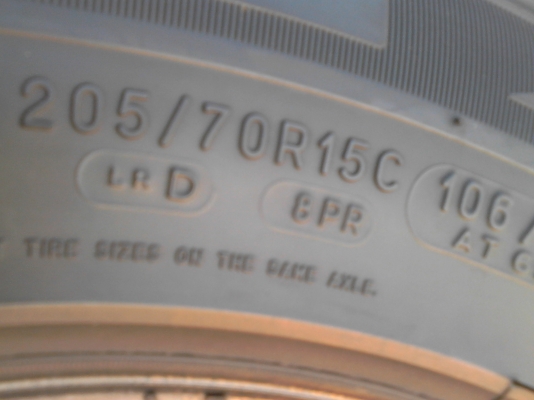 205/70R15C 106/
LR D 8PR AT
TIRE SIZES ON THE SAME AXLE.